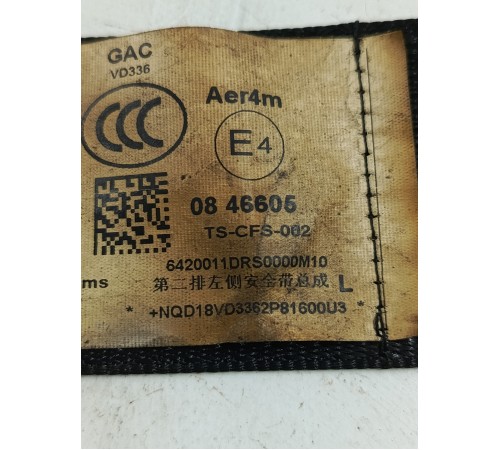 GAC
VD336
CCC
Aer4m
E4
08 46605
TS-CFS-002
6420011DRS0000M10
ms
第二排左侧安全带总成 L
* +NQD18VD3362P81600U3 *